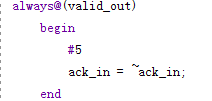 always@(valid_out)
begin
#5
ack_in = ~ack_in;
end